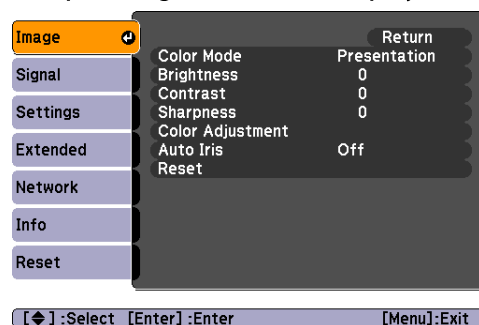 Image
Signal
Settings
Extended
Network
Info
Reset
Return
Color Mode Presentation
Brightness 0
Contrast 0
Sharpness 0
Color Adjustment
Auto Iris Off
Reset
[◆] :Select [Enter] :Enter [Menu]:Exit